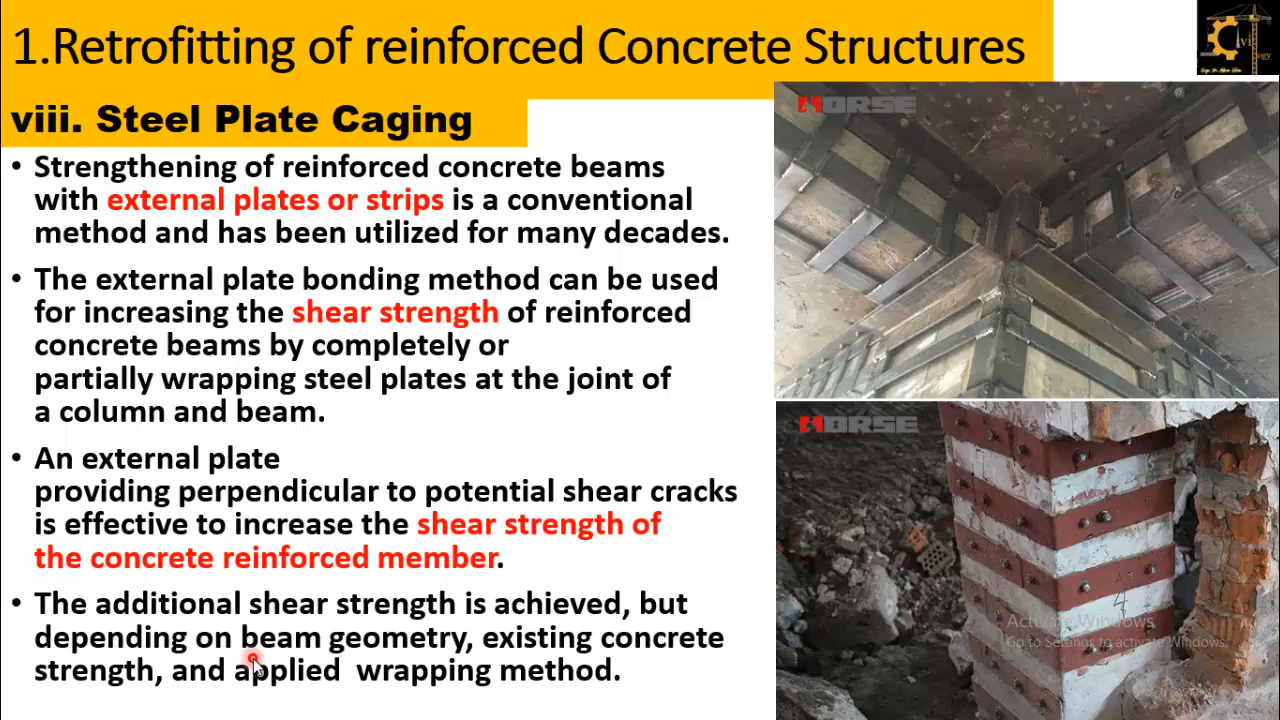 1.Retrofitting of reinforced Concrete Structures
viii. Steel Plate Caging
• Strengthening of reinforced concrete beams
with external plates or strips is a conventional
method and has been utilized for many decades.
• The external plate bonding method can be used
for increasing the shear strength of reinforced
concrete beams by completely or
partially wrapping steel plates at the joint of
a column and beam.
• An external plate
providing perpendicular to potential shear cracks
is effective to increase the shear strength of
the concrete reinforced member.
• The additional shear strength is achieved, but
depending on beam geometry, existing concrete
strength, and applied wrapping method.
HORSE
HORSE
4
Activate Windows
Go to Settings to activate Windows.